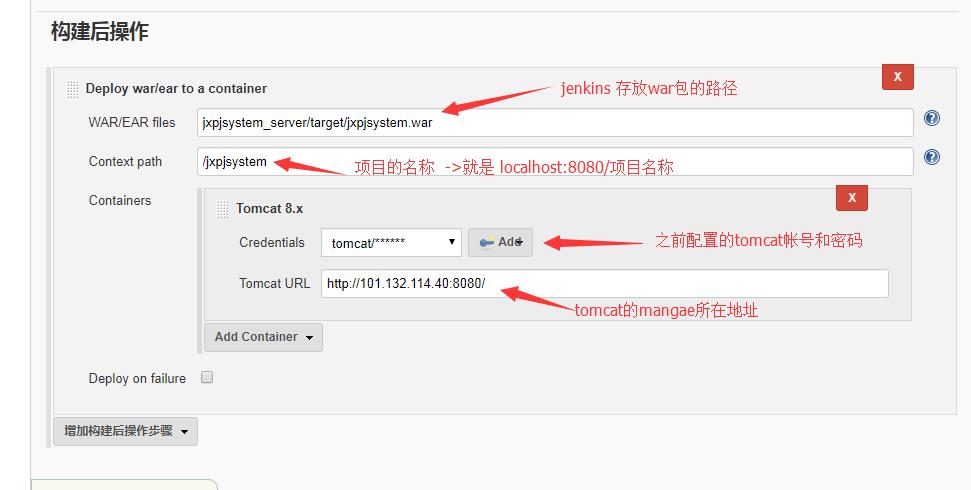 构建后操作
X
Deploy war/ear to a container
jenkins 存放war包的路径
WAR/EAR files jxpjsystem_server/target/jxpjsystem.war
Context path /jxpjsystem 项目的名称 ->就是 localhost:8080/项目名称
Containers
X
Tomcat 8.x
Credentials tomcat/****** Add 之前配置的tomcat帐号和密码
Tomcat URL http://101.132.114.40:8080/
tomcat的mangae所在地址
Add Container
Deploy on failure
增加构建后操作步骤